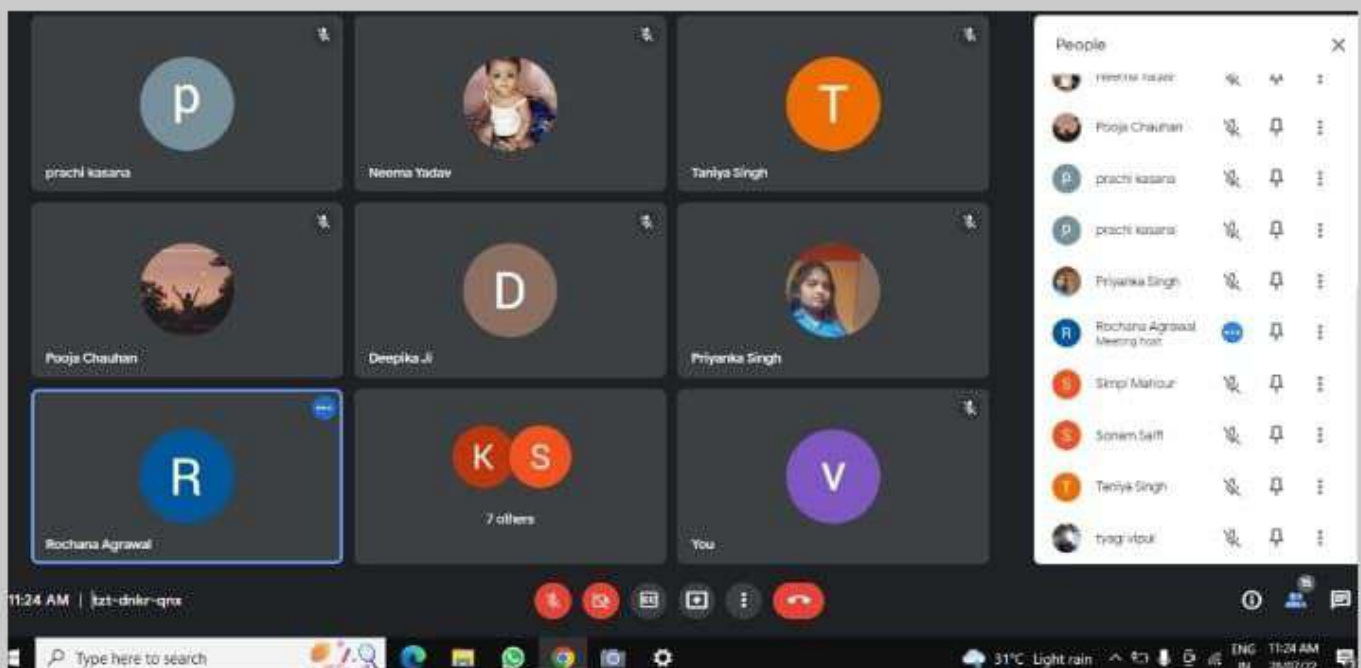 P
prachi kasana
Neema Yadav
T
Taniya Singh
Pooja Chauhan
D
Deepika Ji
Priyanka Singh
R
Rochana Agrawal
K S
7 others
V
You
People
Neema Yadav
Pooja Chauhan
P prachi kasana
P prachi kasana
Priyanka Singh
R Rochana Agrawal
Meeting host
S Simpi Mahour
S Sonam Saifi
T Taniya Singh
tyagi vipul
11:24 AM | tzt-dnkr-qnx
Type here to search
31°C Light rain
ENG
11:24 AM